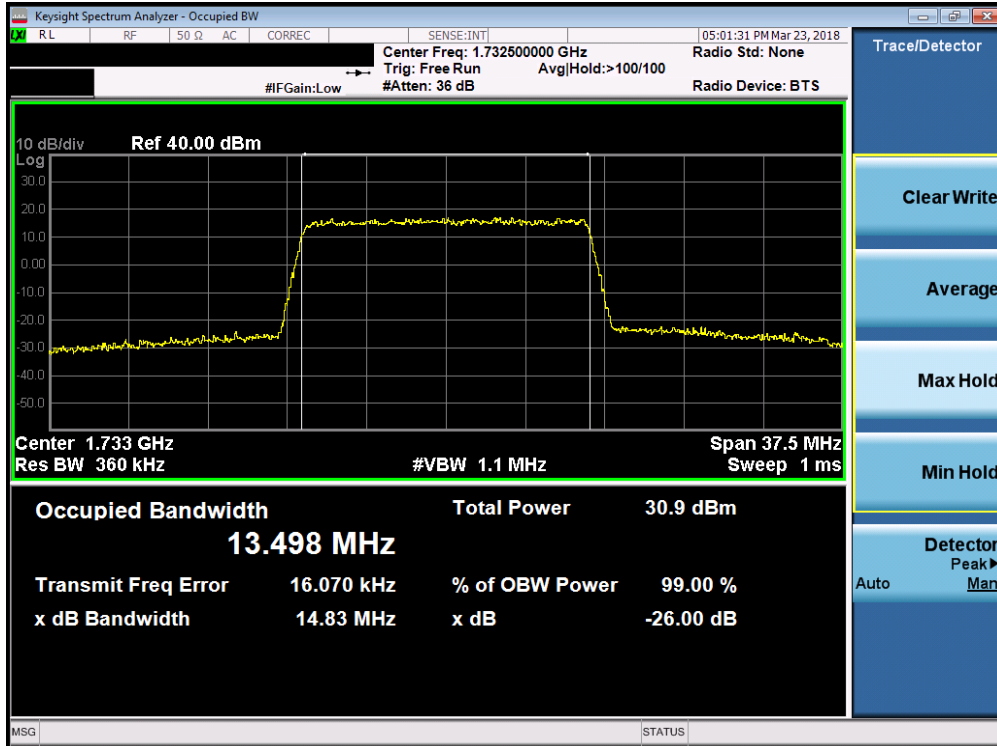 Keysight Spectrum Analyzer - Occupied BW
LXI RL RF 50 Ω AC CORREC SENSE:INT 05:01:31 PM Mar 23, 2018
Center Freq: 1.732500000 GHz Radio Std: None
Trig: Free Run Avg|Hold:>100/100
#IFGain:Low #Atten: 36 dB Radio Device: BTS
Trace/Detector
10 dB/div Ref 40.00 dBm
Log
30.0
20.0
10.0
0.00
-10.0
-20.0
-30.0
-40.0
-50.0
Center 1.733 GHz Span 37.5 MHz
Res BW 360 kHz #VBW 1.1 MHz Sweep 1 ms
Occupied Bandwidth Total Power 30.9 dBm
13.498 MHz
Transmit Freq Error 16.070 kHz % of OBW Power 99.00 %
x dB Bandwidth 14.83 MHz x dB -26.00 dB
Clear Write
Average
Max Hold
Min Hold
Detector
Peak▶
Auto Man
MSG STATUS